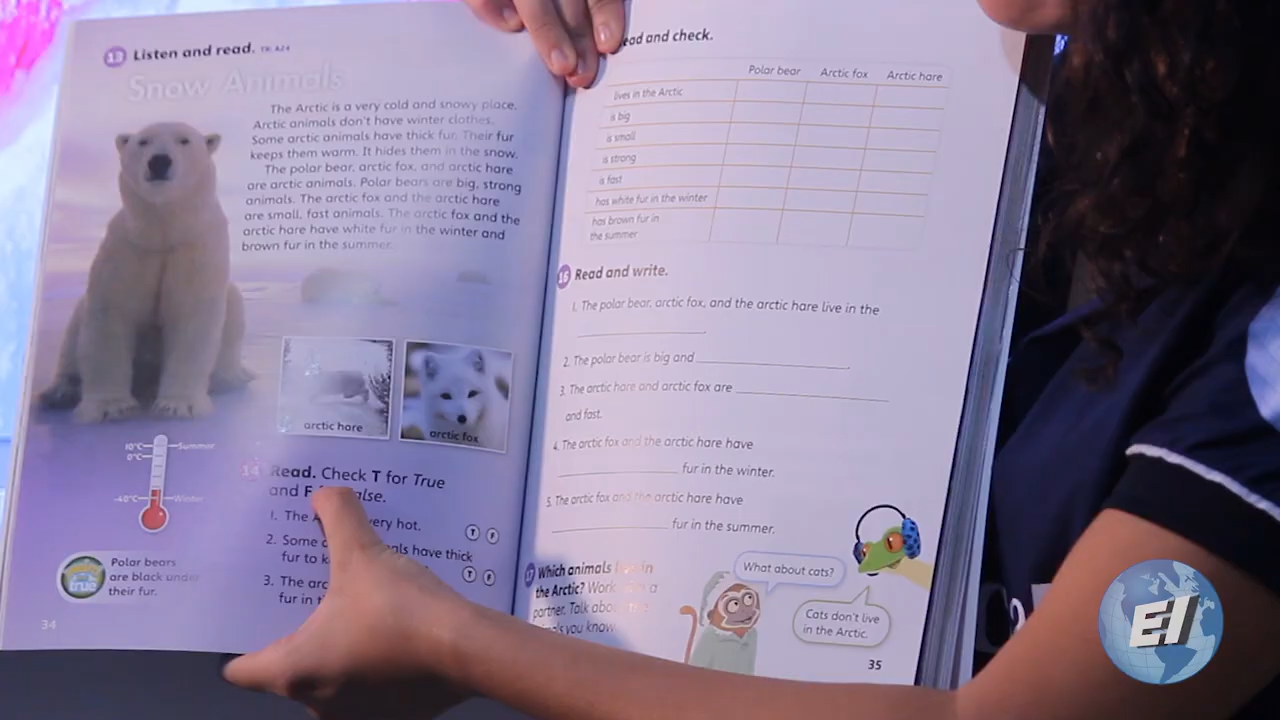 13 Listen and read. TR: A24
Snow Animals
The Arctic is a very cold and snowy place.
Arctic animals don't have winter clothes.
Some arctic animals have thick fur. Their fur
keeps them warm. It hides them in the snow.
The polar bear, arctic fox, and arctic hare
are arctic animals. Polar bears are big, strong
animals. The arctic fox and the arctic hare
are small, fast animals. The arctic fox and the
arctic hare have white fur in the winter and
brown fur in the summer.
arctic hare
arctic fox
10°C Summer
0°C
-40°C Winter
true
Polar bears
are black under
their fur.
14 Read. Check T for True
and F
1. The very hot. T F
2. Some have thick
fur to T F
3. The
fur in
34
and check.
Polar bear Arctic fox Arctic hare
lives in the Arctic
is big
is small
is strong
is fast
has white fur in the winter
has brown fur in
the summer
16 Read and write.
1. The polar bear, arctic fox, and the arctic hare live in the
.
2. The polar bear is big and .
3. The arctic hare and arctic fox are
and fast.
4. The arctic fox and the arctic hare have
fur in the winter.
5. The arctic fox and the arctic hare have
fur in the summer.
17 Which animals in
the Arctic? Work a
partner. Talk
you know.
What about cats?
Cats don't live
in the Arctic.
35
EI